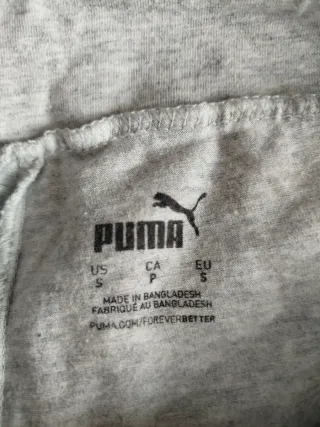 PUMA
US CA EU
S P S
MADE IN BANGLADESH
FABRIQUÉ AU BANGLADESH
PUMA.COM/FOREVERBETTER